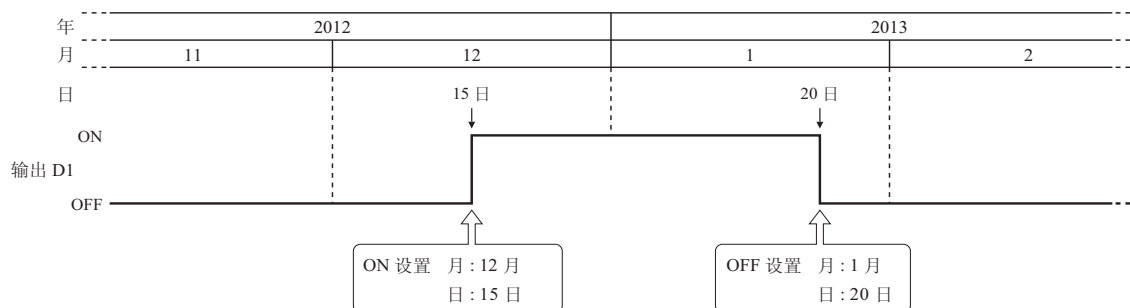 年 2012 2013
月 11 12 1 2
日 15 日 20 日
ON
输出 D1
OFF
ON 设置 月 : 12 月
日 : 15 日
OFF 设置 月 : 1 月
日 : 20 日